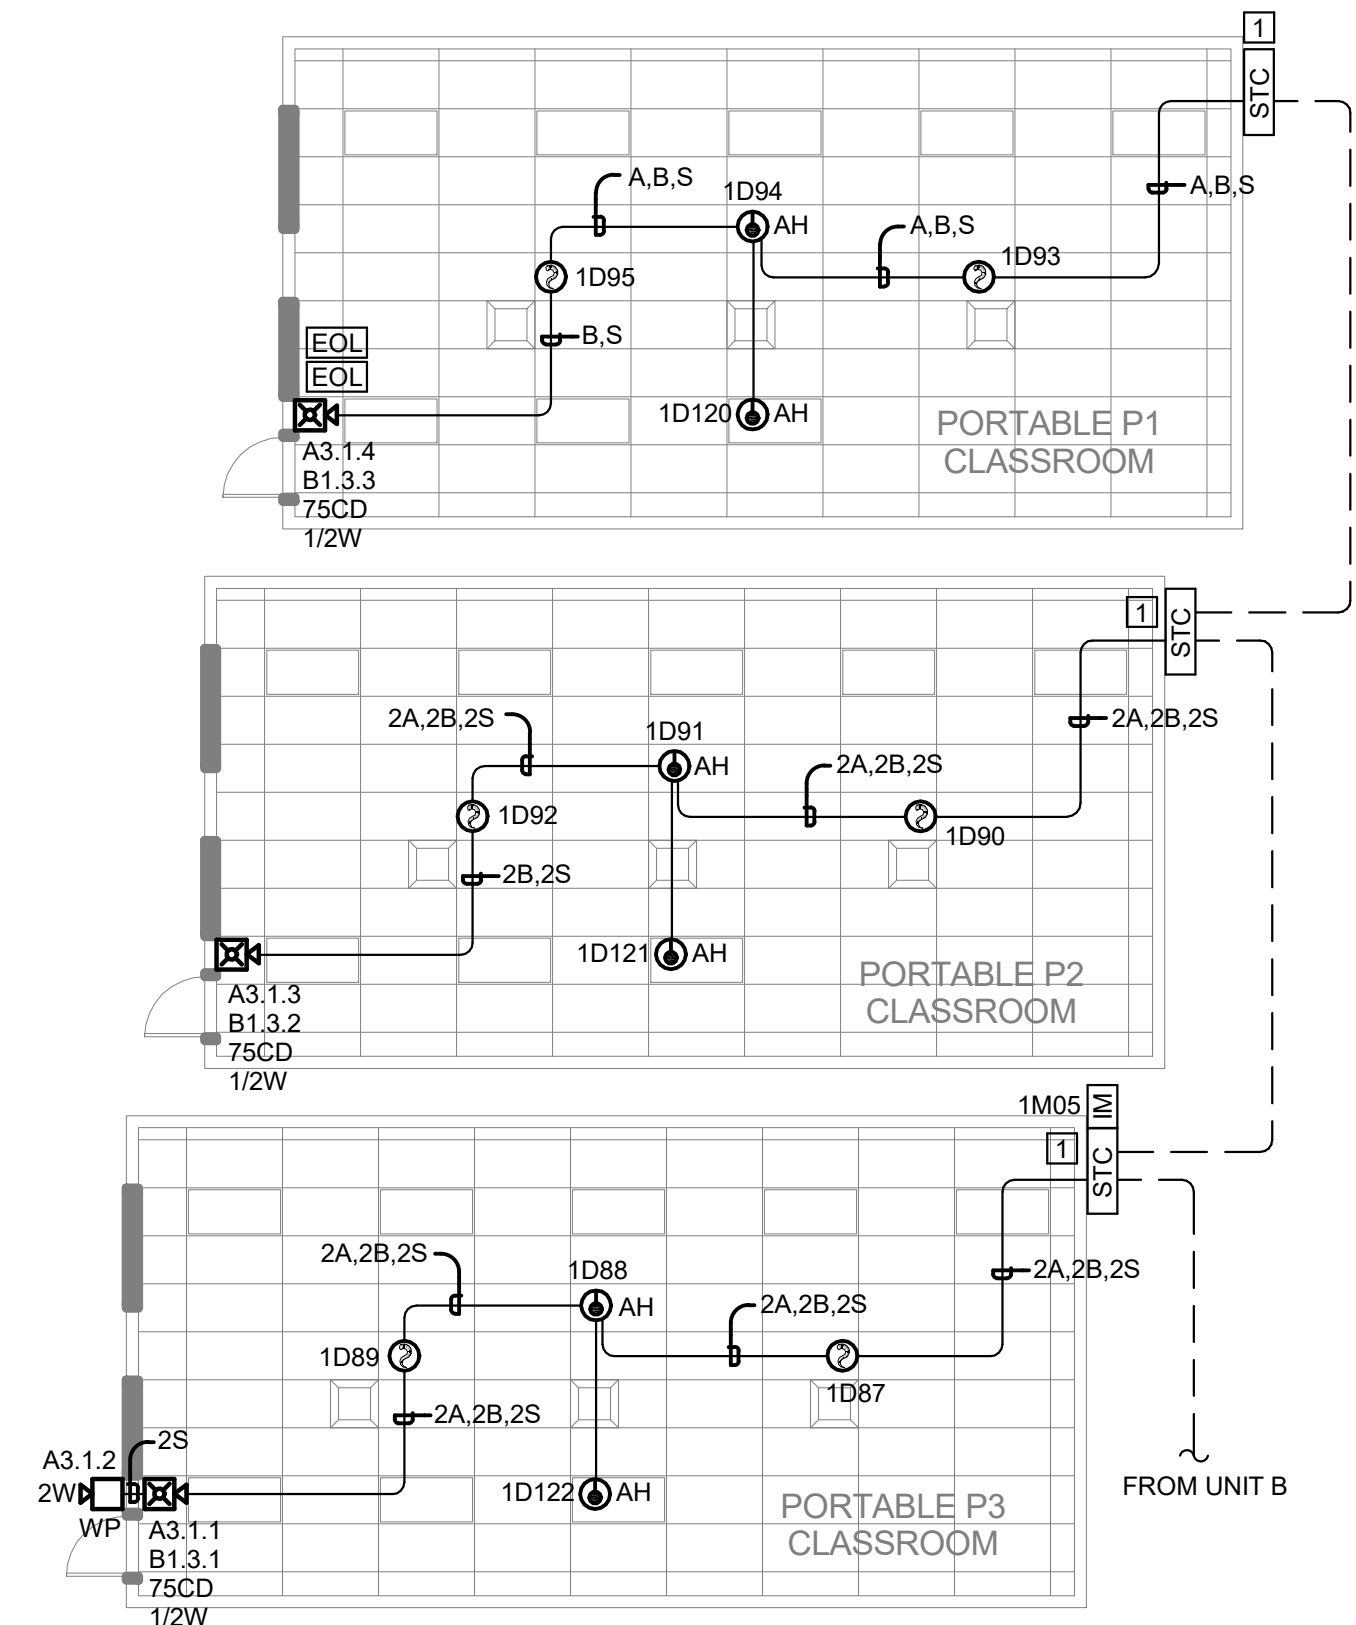 1
STC
A,B,S
1D94
A,B,S
AH
A,B,S
1D93
1D95
B,S
EOL
EOL
1D120
AH
PORTABLE P1
CLASSROOM
A3.1.4
B1.3.3
75CD
1/2W
1
STC
2A,2B,2S
1D91
2A,2B,2S
AH
2A,2B,2S
1D92
1D90
2B,2S
1D121
AH
PORTABLE P2
CLASSROOM
A3.1.3
B1.3.2
75CD
1/2W
1M05
IM
1
STC
2A,2B,2S
1D88
2A,2B,2S
AH
2A,2B,2S
1D89
1D87
2A,2B,2S
2S
A3.1.2
2W
WP
1D122
AH
FROM UNIT B
PORTABLE P3
CLASSROOM
A3.1.1
B1.3.1
75CD
1/2W